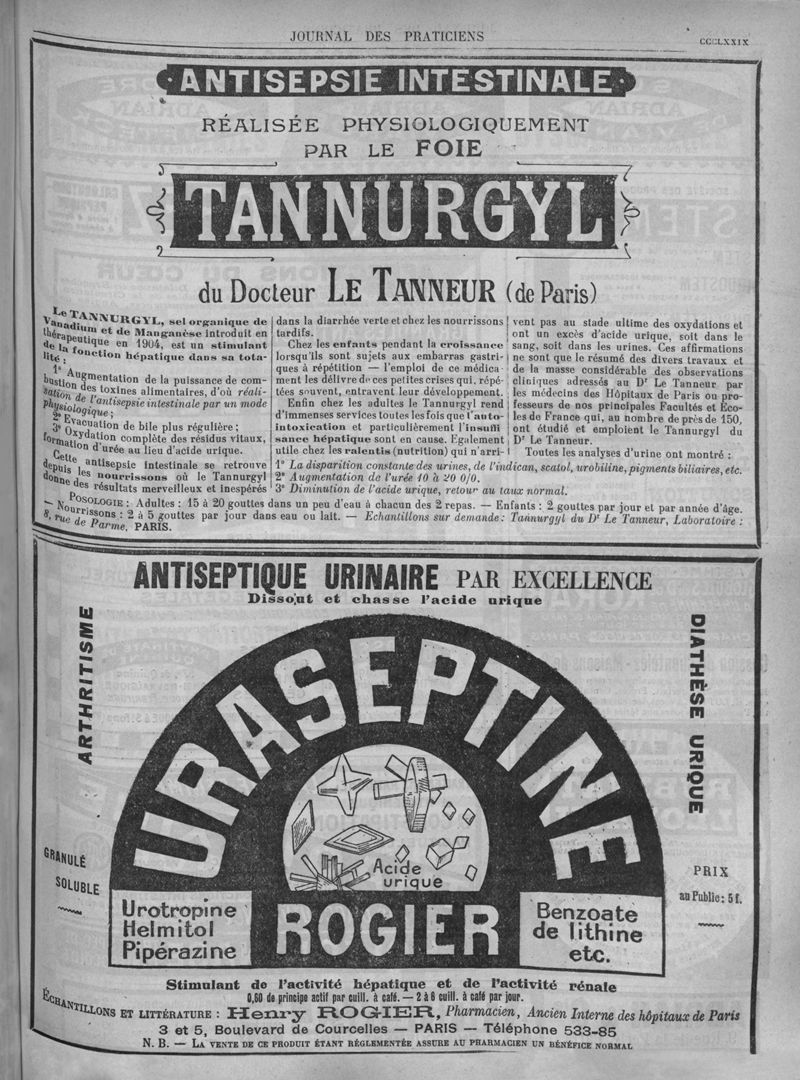 JOURNAL DES PRATICIENS
CCCLXXIX
ANTISEPSIE INTESTINALE
RÉALISÉE PHYSIOLOGIQUEMENT
PAR LE FOIE
TANNURGYL
du Docteur LE TANNEUR (de Paris)
Le TANNURGYL, sel organique de
Vanadium et de Manganèse introduit en
thérapeutique en 1904, est un stimulant
de la fonction hépatique dans sa tota-
lité :
1° Augmentation de la puissance de com-
bustion des toxines alimentaires, d'où réali-
sation de l'antisepsie intestinale par un mode
physiologique ;
2° Evacuation de bile plus régulière ;
3° Oxydation complète des résidus vitaux,
formation d'urée au lieu d'acide urique.
Cette antisepsie intestinale se retrouve
depuis les nourrissons où le Tannurgyl
donne des résultats merveilleux et inespérés
dans la diarrhée verte et chez les nourrissons
tardifs.
Chez les enfants pendant la croissance
lorsqu'ils sont sujets aux embarras gastri-
ques à répétition — l'emploi de ce médica-
ment les délivre de ces petites crises qui, répé-
tées souvent, entravent leur développement.
Enfin chez les adultes le Tannurgyl rend
d'immenses services toutes les fois que l'auto-
intoxication et particulièrement l'insuffi
sance hépatique sont en cause. Egalement
utile chez les ralentis (nutrition) qui n'arri-
vent pas au stade ultime des oxydations et
ont un excès d'acide urique, soit dans le
sang, soit dans les urines. Ces affirmations
ne sont que le résumé des divers travaux et
de la masse considérable des observations
cliniques adressés au Dr Le Tanneur par
les médecins des Hôpitaux de Paris ou pro-
fesseurs de nos principales Facultés et Eco-
les de France qui, au nombre de près de 150,
ont étudié et emploient le Tannurgyl du
Dr Le Tanneur.
Toutes les analyses d'urine ont montré :
1° La disparition constante des urines, de l'indican, scatol, urobiline, pigments biliaires, etc.
2° Augmentation de l'urée 10 à 20 0/0.
3° Diminution de l'acide urique, retour au taux normal.
POSOLOGIE : Adultes : 15 à 20 gouttes dans un peu d'eau à chacun des 2 repas. — Enfants : 2 gouttes par jour et par année d'âge.
— Nourrissons : 2 à 5 gouttes par jour dans eau ou lait. — Echantillons sur demande : Tannurgyl du Dr Le Tanneur, Laboratoire :
8, rue de Parme, PARIS.
ANTISEPTIQUE URINAIRE PAR EXCELLENCE
Dissout et chasse l'acide urique
ARTHRITISME
DIATHÈSE URIQUE
URASEPTINE
Acide
urique
GRANULÉ
SOLUBLE
PRIX
au Public : 5 f.
Urotropine
Helmitol
Pipérazine
ROGIER
Benzoate
de lithine
etc.
Stimulant de l'activité hépatique et de l'activité rénale
0,60 de principe actif par cuill. à café. — 2 à 6 cuill. à café par jour.
ÉCHANTILLONS ET LITTÉRATURE : Henry ROGIER, Pharmacien, Ancien Interne des hôpitaux de Paris
3 et 5, Boulevard de Courcelles — PARIS — Téléphone 533-85
N. B. — LA VENTE DE CE PRODUIT ÉTANT RÉGLEMENTÉE ASSURE AU PHARMACIEN UN BÉNÉFICE NORMAL